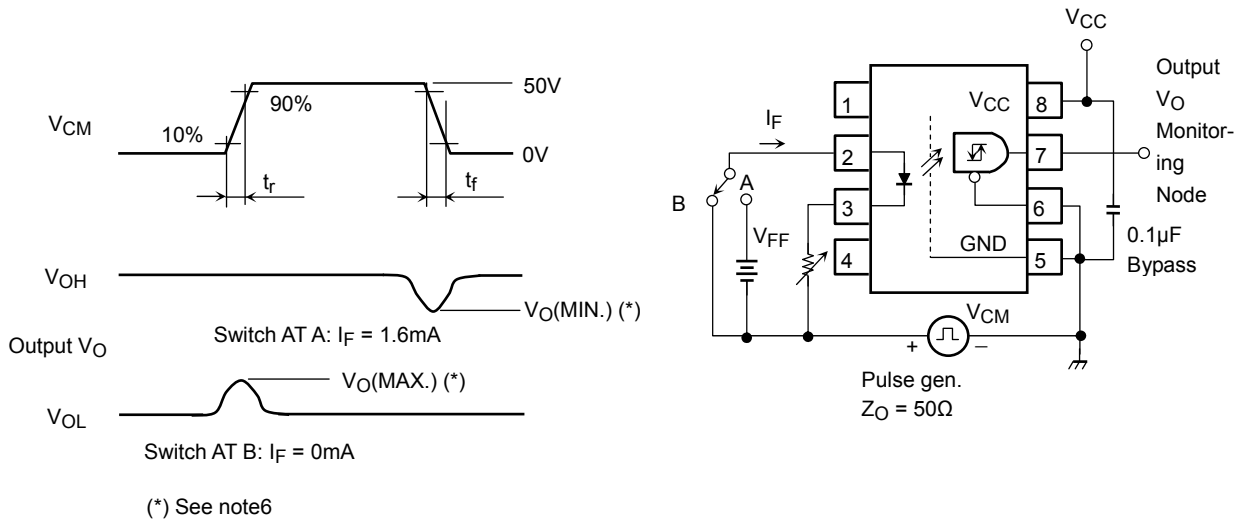 V_CM
10%
90%
50V
0V
t_r
t_f
V_OH
V_O(MIN.) (*)
Switch AT A: I_F = 1.6mA
Output V_O
V_O(MAX.) (*)
V_OL
Switch AT B: I_F = 0mA
(*) See note6
V_CC
I_F
B
A
V_FF
1
2
3
4
V_CC
GND
8
7
6
5
Output
V_O
Monitor-
ing
Node
0.1μF
Bypass
V_CM
+
−
Pulse gen.
Z_O = 50Ω